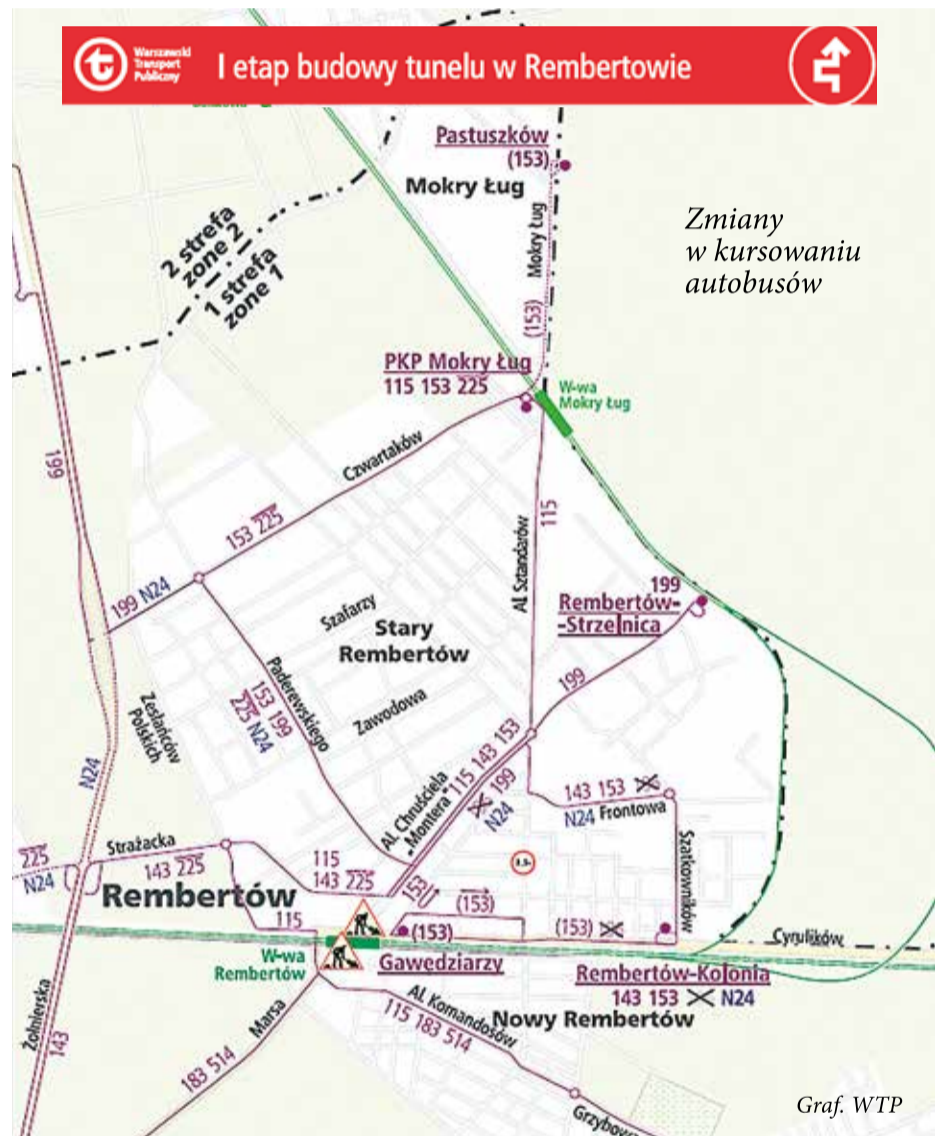 Warszawski
Transport
Publiczny
I etap budowy tunelu w Rembertowie
Pastuszków
(153)
Mokry Ług
Mokry Ług
(153)
Zmiany
w kursowaniu
autobusów
2 strefa
zone 2
1 strefa
zone 1
PKP Mokry Ług
115 153 225
W-wa
Mokry Ług
199
Czwartaków
153 225
115
Al. Sztandarów
199 N24
199
Rembertów-
-Strzelnica
Szafarzy
Stary
Rembertów
199
Paderewskiego
153 199
225 N24
Zawodowa
Zesłańców
Polskich
N24
Al. Chruściela
"Montera"
115 143 153
199
N24
143 153
N24 Frontowa
Szatkowników
Strażacka
225
N24
143 225
115
143 225
153
(153)
Rembertów
115
(153)
(153)
Cyrulików
W-wa
Rembertów
Gawędziarzy
Rembertów-Kolonia
143 153 N24
Żołnierska
143
Marsa
183 514
Al. Komandosów
115 183 514
Nowy Rembertów
Graf. WTP